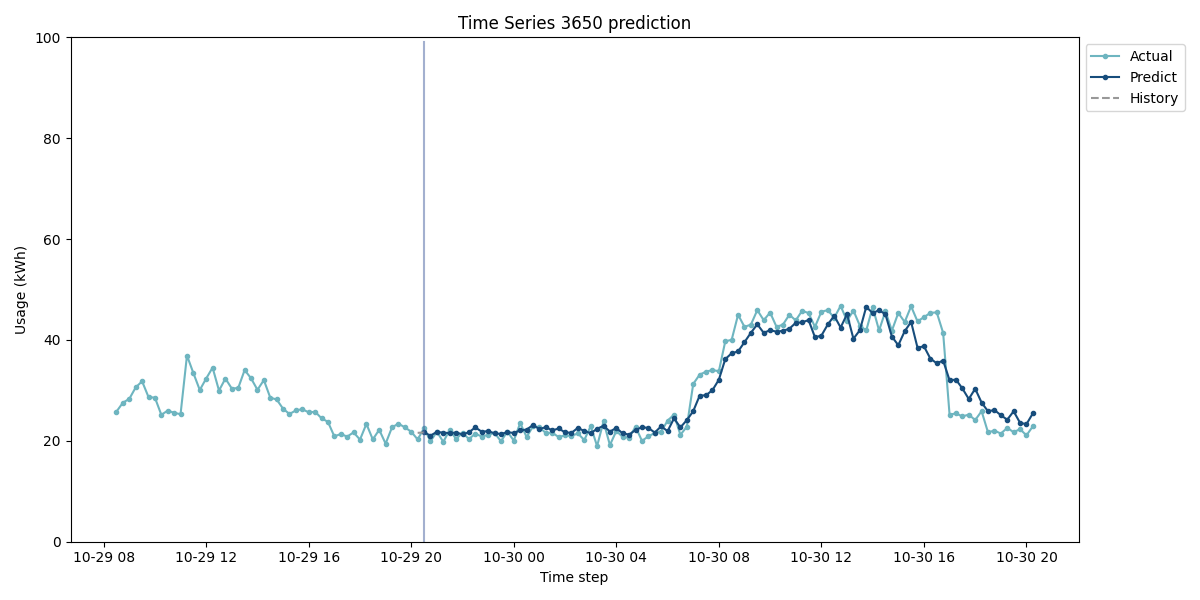 Time Series 3650 prediction
Usage (kWh)
100
80
60
40
20
0
10-29 08
10-29 12
10-29 16
10-29 20
10-30 00
10-30 04
10-30 08
10-30 12
10-30 16
10-30 20
Time step
Actual
Predict
History